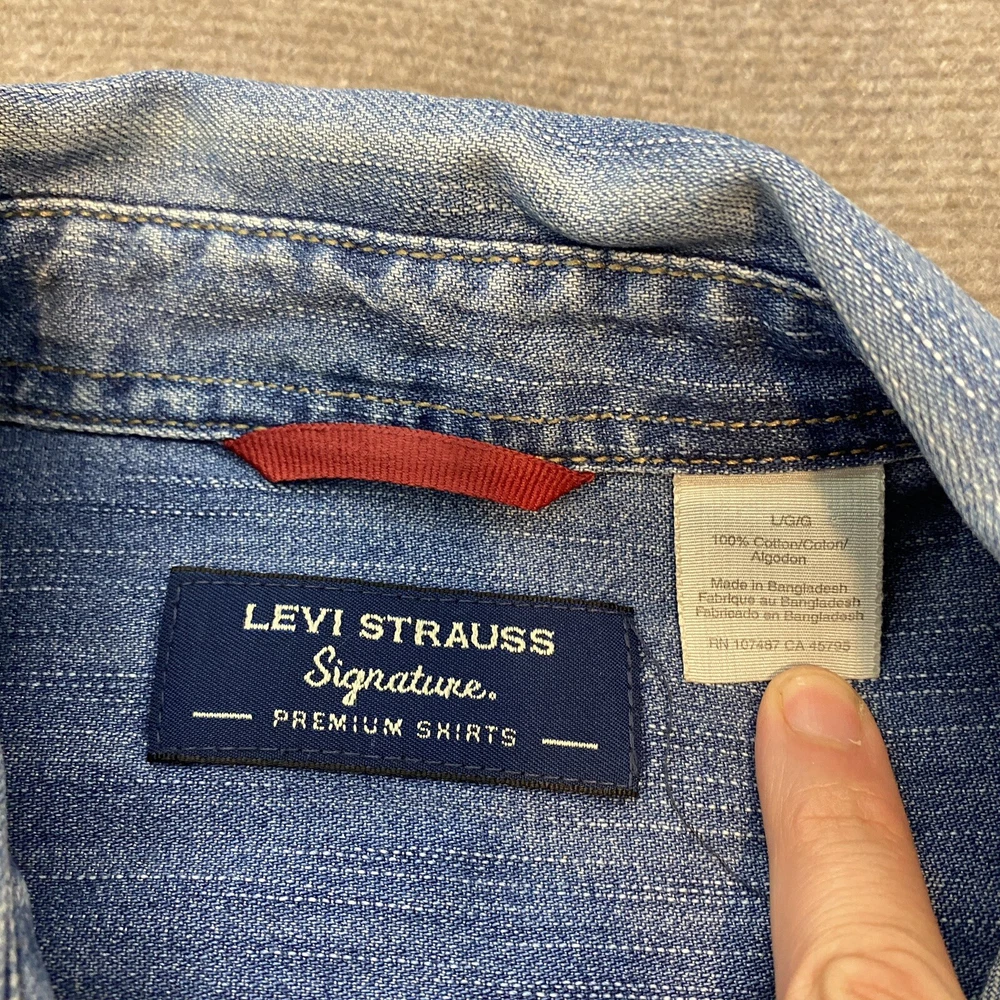 LEVI STRAUSS
Signature.
PREMIUM SHIRTS
L/G/G
100% Cotton/Coton/
Algodon
Made in Bangladesh
Fabrique au Bangladesh
Fabricado en Bangladesh
RN 107487 CA 45795